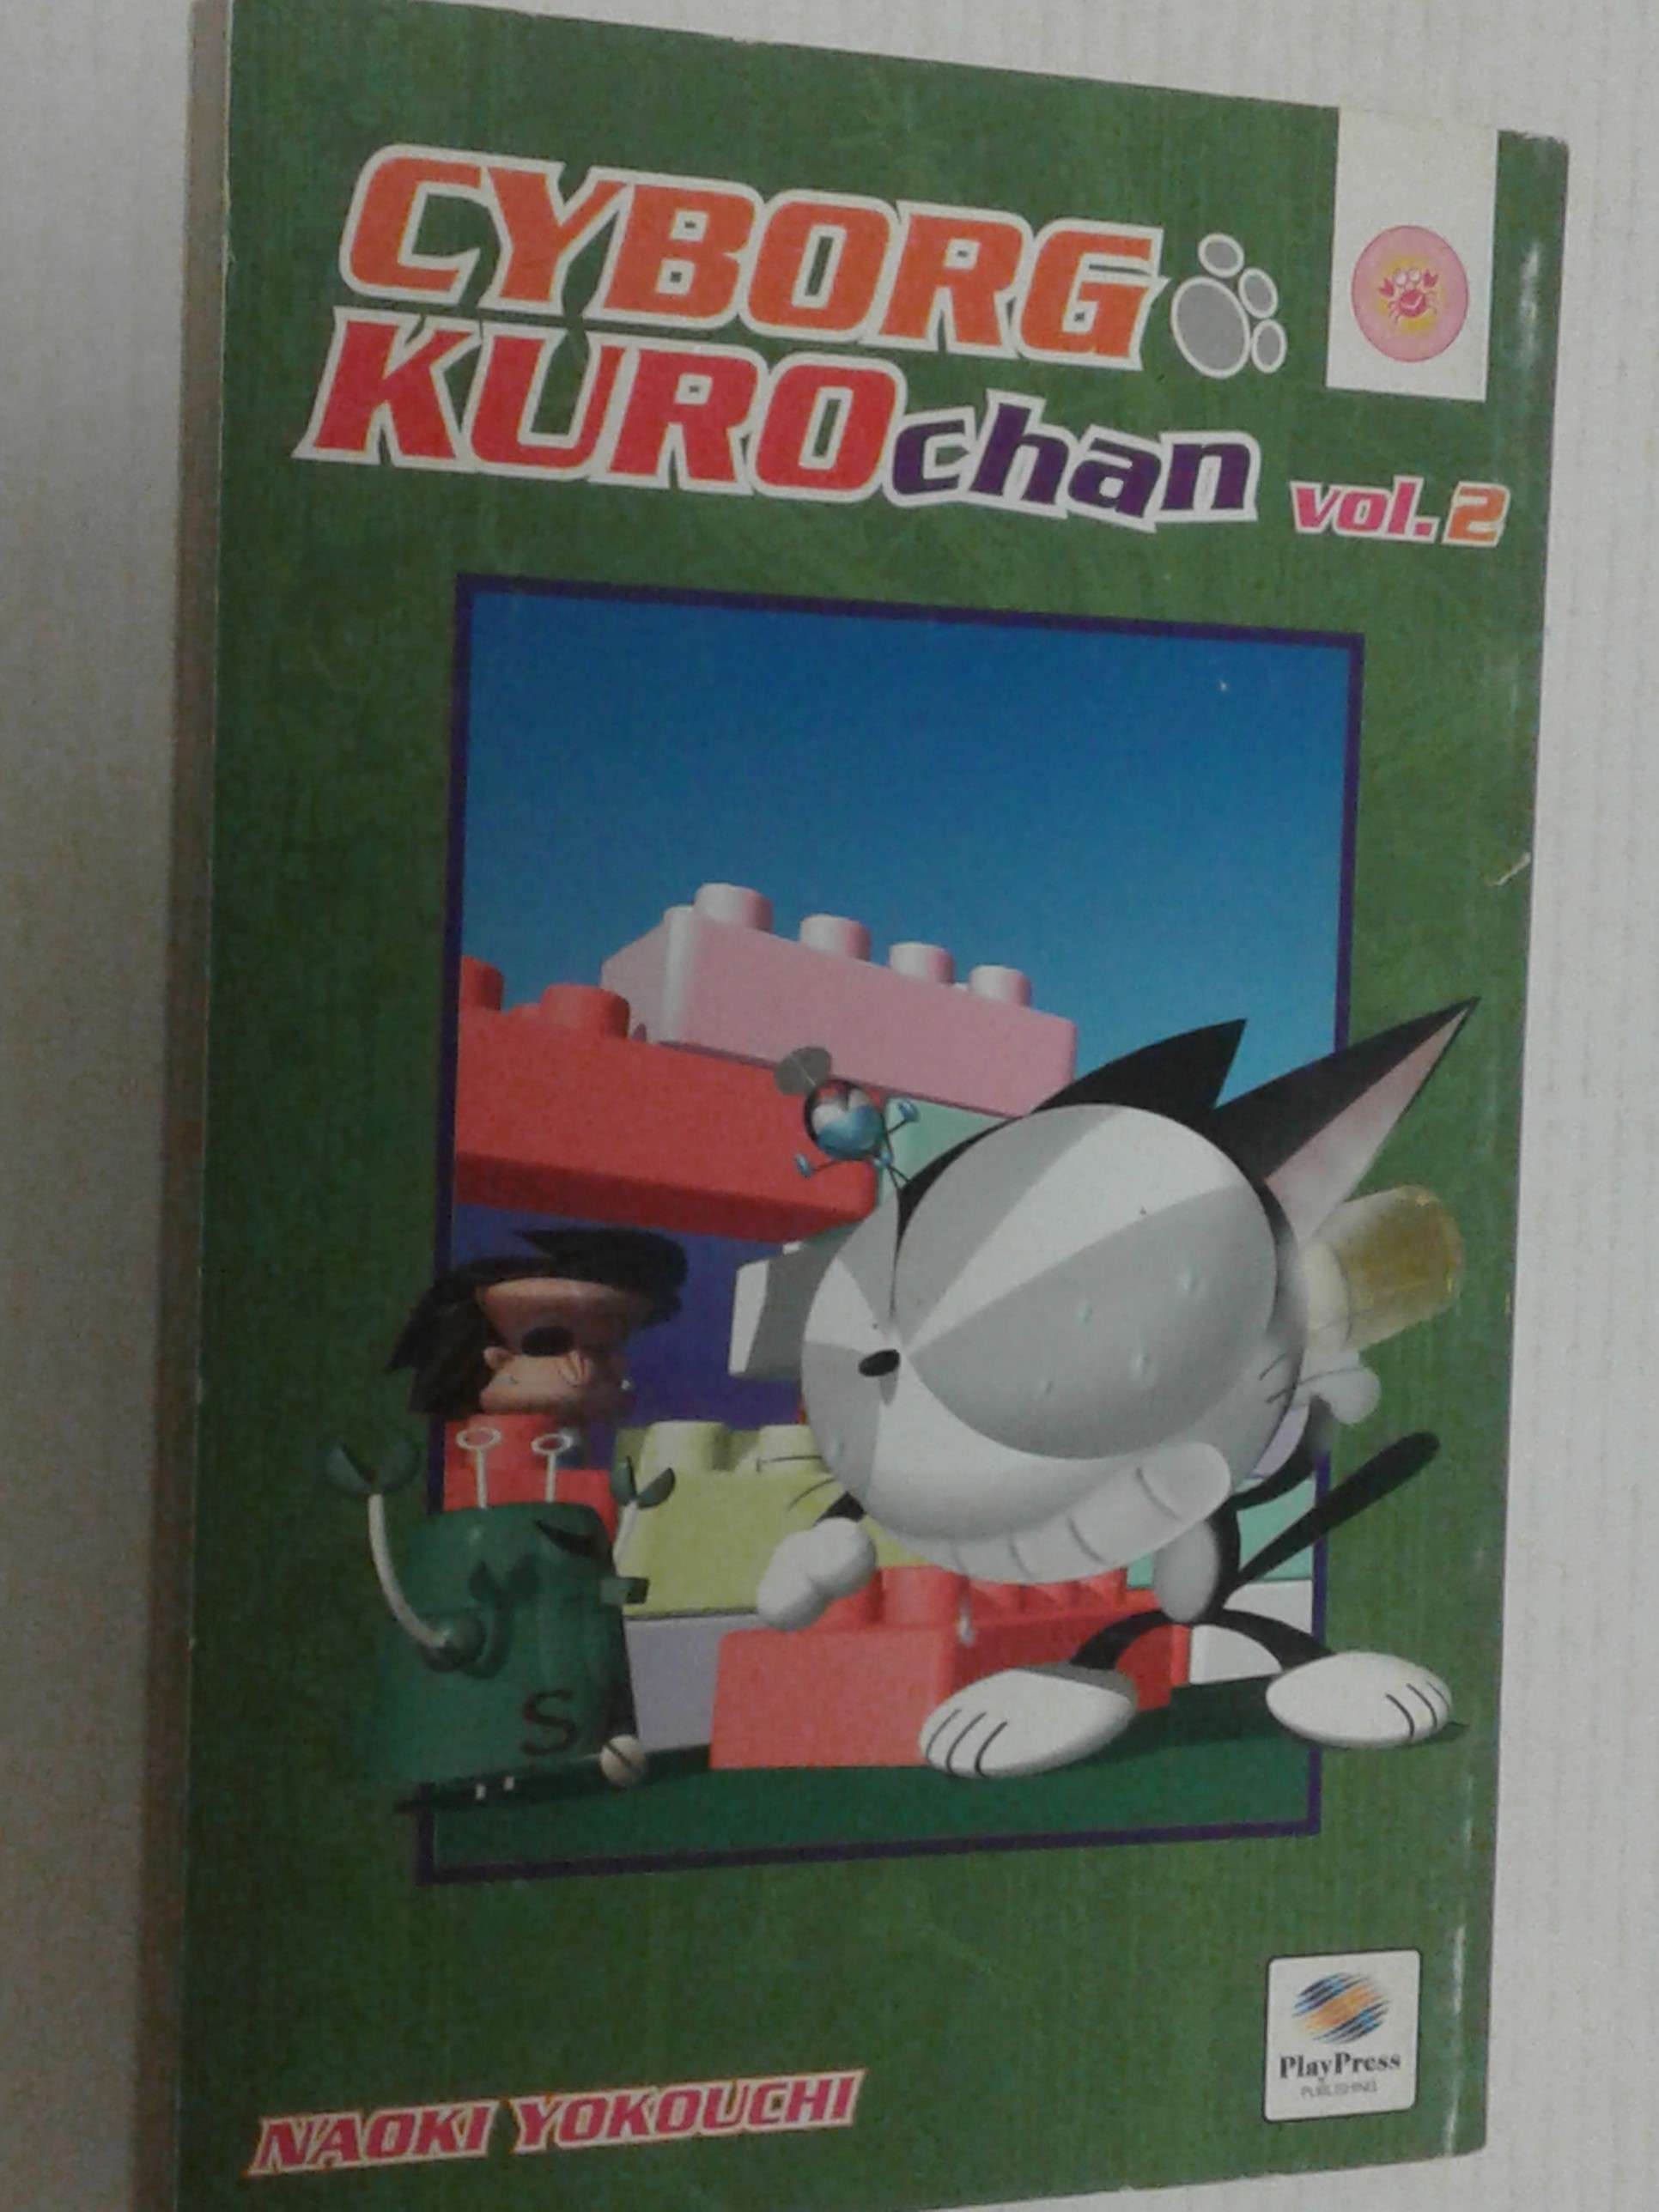 CYBORG
KUROchan vol.2
S
NAOKI YOKOUCHI
PlayPress
PUBLISHING